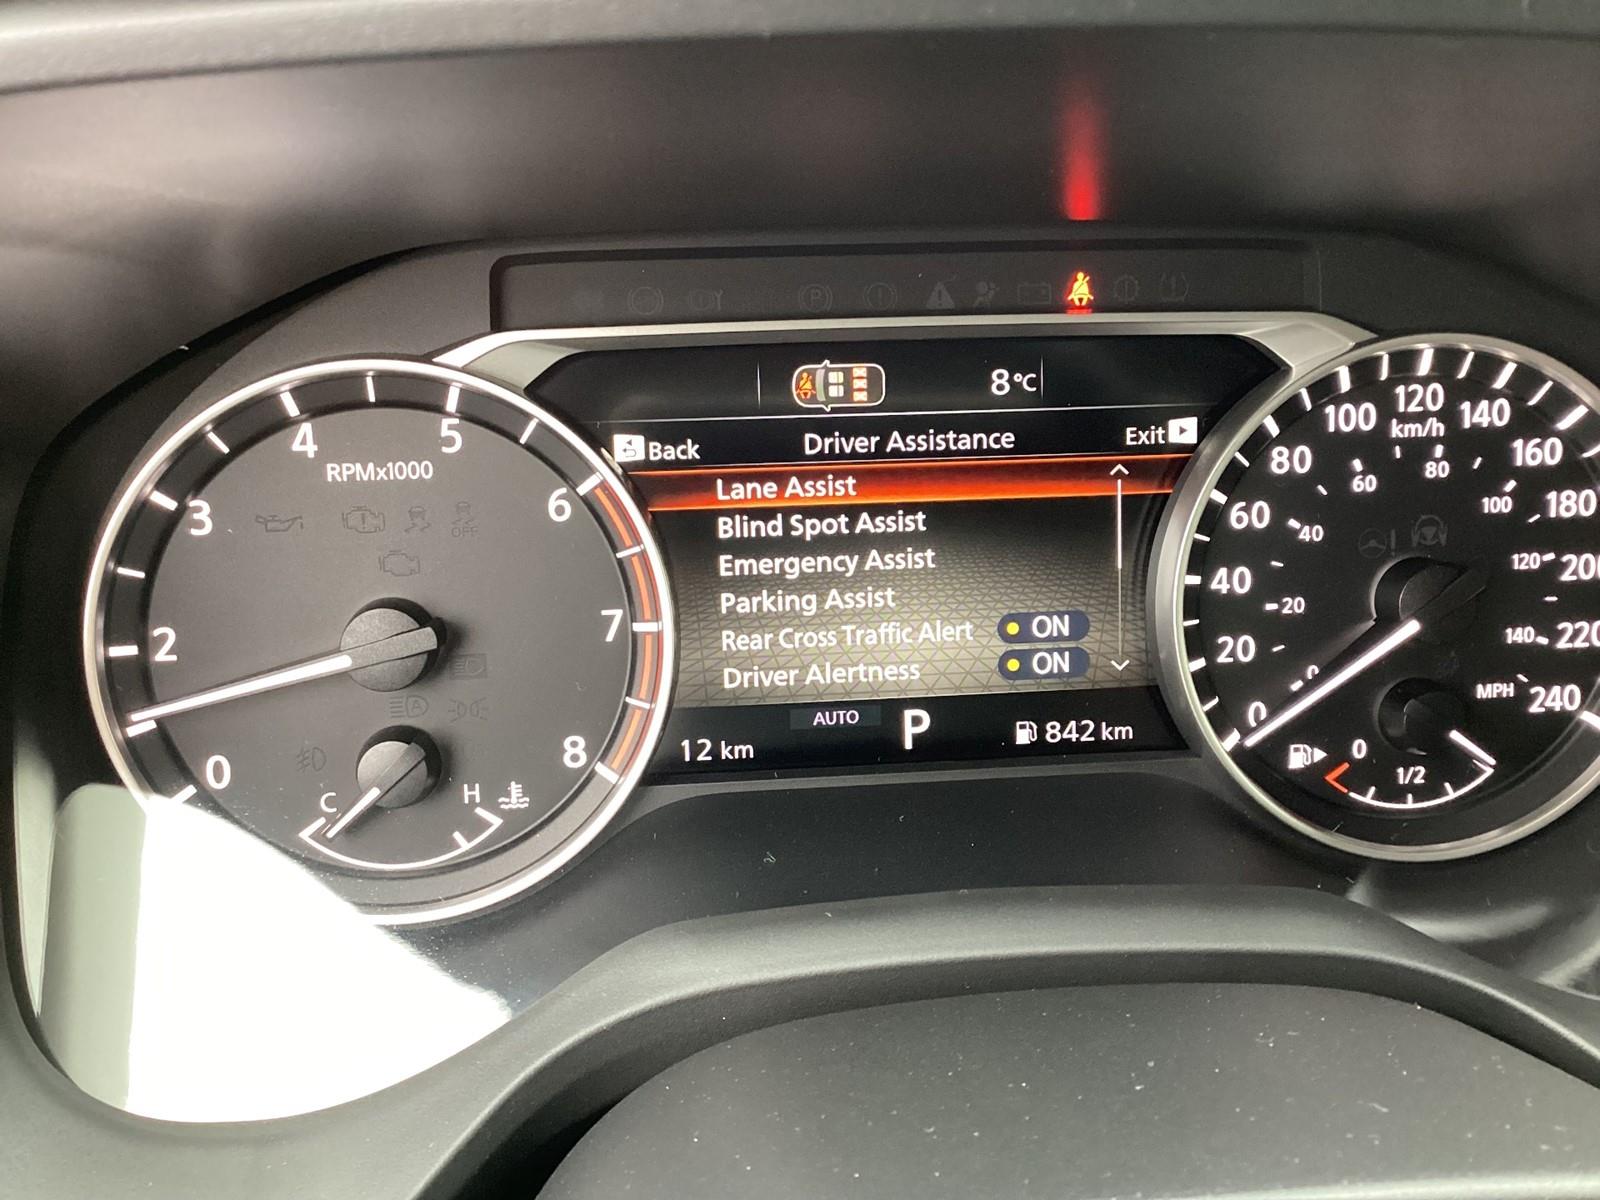 8°C
Back
Driver Assistance
Exit
Lane Assist
Blind Spot Assist
Emergency Assist
Parking Assist
Rear Cross Traffic Alert ON
Driver Alertness ON
12 km
AUTO
P
842 km
RPMx1000
0
2
3
4
5
6
7
8
C
H
OFF
0
20
40
60
80
100
120
140
160
180
200
220
240
km/h
0
20
40
60
80
100
120
140
MPH
0
1/2